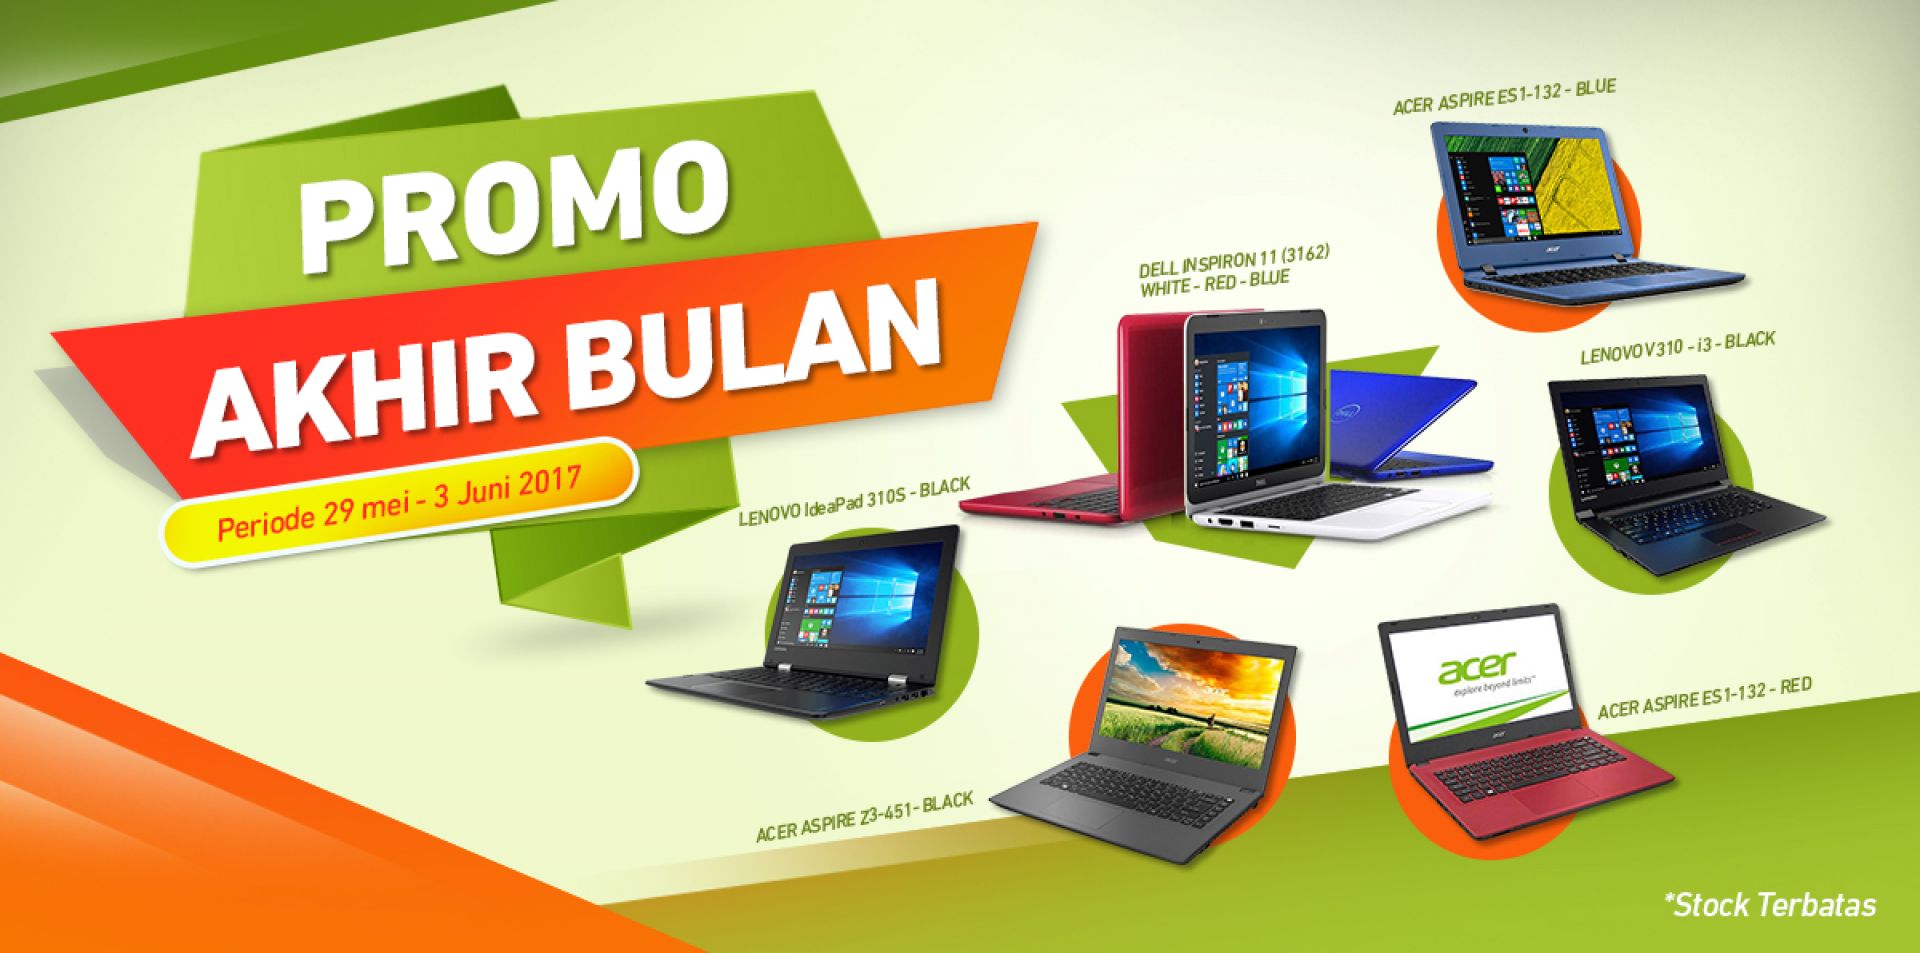 PROMO
AKHIR BULAN
Periode 29 mei - 3 Juni 2017
ACER ASPIRE ES1-132 - BLUE
DELL INSPIRON 11 (3162)
WHITE - RED - BLUE
LENOVO V310 - i3 - BLACK
LENOVO IdeaPad 310S - BLACK
acer
explore beyond limits™
ACER ASPIRE ES1-132 - RED
ACER ASPIRE Z3-451- BLACK
*Stock Terbatas